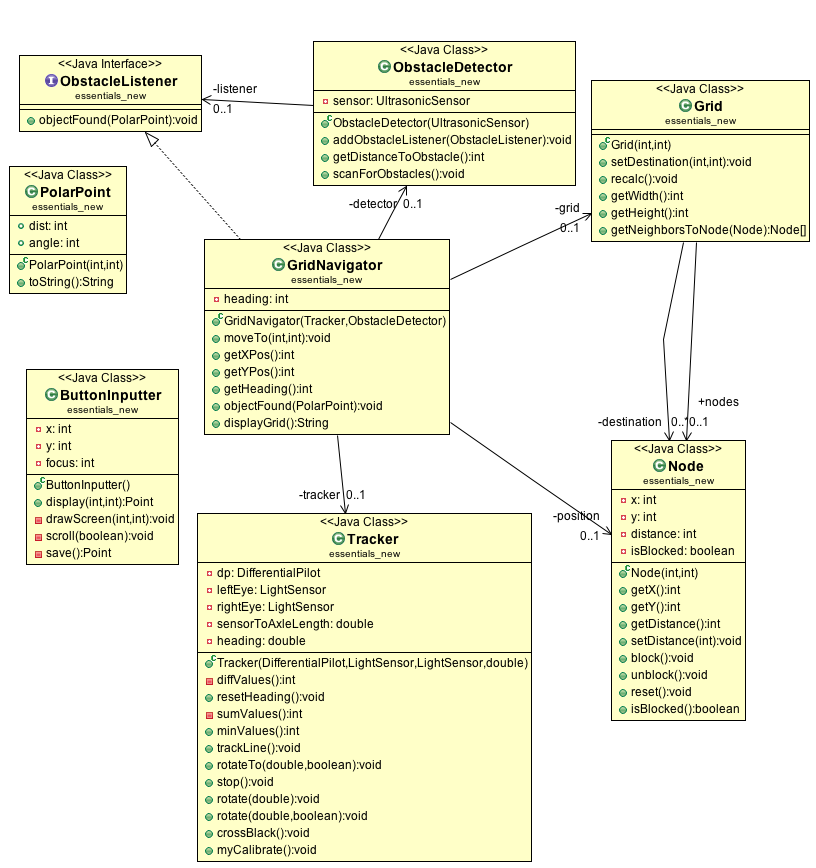 <<Java Interface>>
ObstacleListener
essentials_new
objectFound(PolarPoint):void
-listener
0..1
<<Java Class>>
ObstacleDetector
essentials_new
sensor: UltrasonicSensor
ObstacleDetector(UltrasonicSensor)
addObstacleListener(ObstacleListener):void
getDistanceToObstacle():int
scanForObstacles():void
<<Java Class>>
Grid
essentials_new
Grid(int,int)
setDestination(int,int):void
recalc():void
getWidth():int
getHeight():int
getNeighborsToNode(Node):Node[]
<<Java Class>>
PolarPoint
essentials_new
dist: int
angle: int
PolarPoint(int,int)
toString():String
-detector 0..1
-grid
0..1
<<Java Class>>
GridNavigator
essentials_new
heading: int
GridNavigator(Tracker,ObstacleDetector)
moveTo(int,int):void
getXPos():int
getYPos():int
getHeading():int
objectFound(PolarPoint):void
displayGrid():String
<<Java Class>>
ButtonInputter
essentials_new
x: int
y: int
focus: int
ButtonInputter()
display(int,int):Point
drawScreen(int,int):void
scroll(boolean):void
save():Point
+nodes
-destination 0..*0..1
-tracker 0..1
-position
0..1
<<Java Class>>
Node
essentials_new
x: int
y: int
distance: int
isBlocked: boolean
Node(int,int)
getX():int
getY():int
getDistance():int
setDistance(int):void
block():void
unblock():void
reset():void
isBlocked():boolean
<<Java Class>>
Tracker
essentials_new
dp: DifferentialPilot
leftEye: LightSensor
rightEye: LightSensor
sensorToAxleLength: double
heading: double
Tracker(DifferentialPilot,LightSensor,LightSensor,double)
diffValues():int
resetHeading():void
sumValues():int
minValues():int
trackLine():void
rotateTo(double,boolean):void
stop():void
rotate(double):void
rotate(double,boolean):void
crossBlack():void
myCalibrate():void